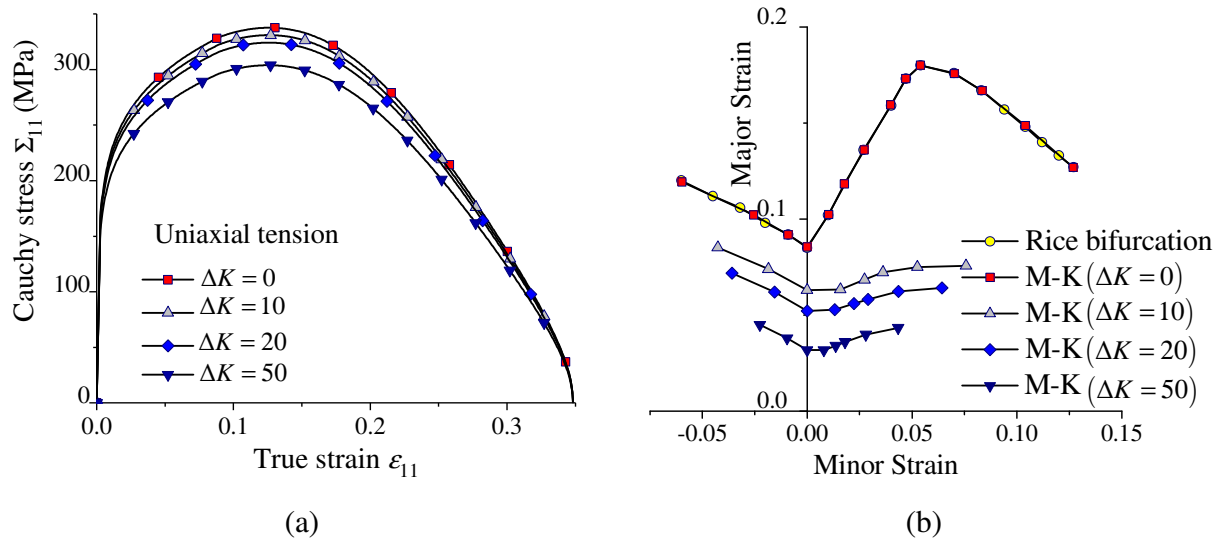 Cauchy stress Σ₁₁ (MPa)
300
200
100
0
0.0 0.1 0.2 0.3
True strain ε₁₁
Uniaxial tension
ΔK = 0
ΔK = 10
ΔK = 20
ΔK = 50
(a)
Major Strain
0.2
0.1
0.0
-0.05 0.00 0.05 0.10 0.15
Minor Strain
Rice bifurcation
M-K (ΔK = 0)
M-K (ΔK = 10)
M-K (ΔK = 20)
M-K (ΔK = 50)
(b)